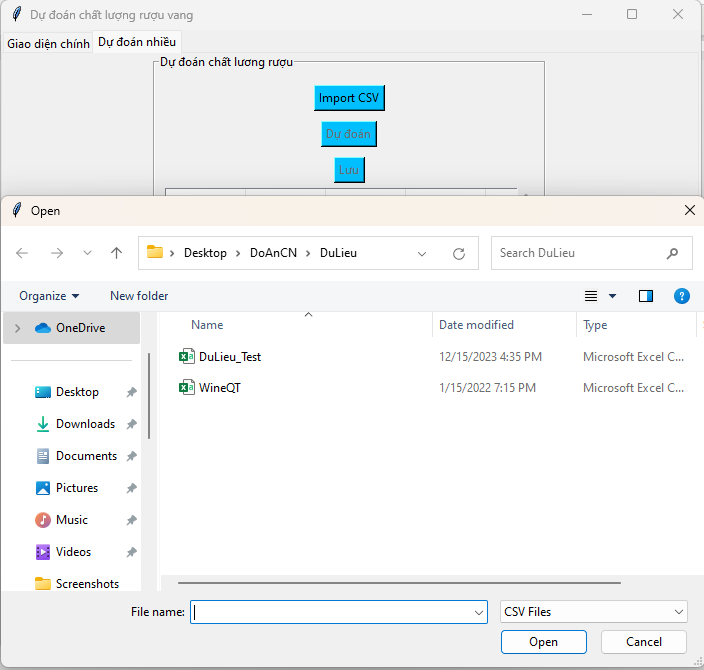 Dự đoán chất lượng rượu vang
Giao diện chính Dự đoán nhiều
Dự đoán chất lương rượu
Import CSV
Dự đoán
Lưu
Open
Desktop > DoAnCN > DuLieu
Search DuLieu
Organize New folder
OneDrive
Name Date modified Type
DuLieu_Test 12/15/2023 4:35 PM Microsoft Excel C...
WineQT 1/15/2022 7:15 PM Microsoft Excel C...
Desktop
Downloads
Documents
Pictures
Music
Videos
Screenshots
File name:
CSV Files
Open Cancel